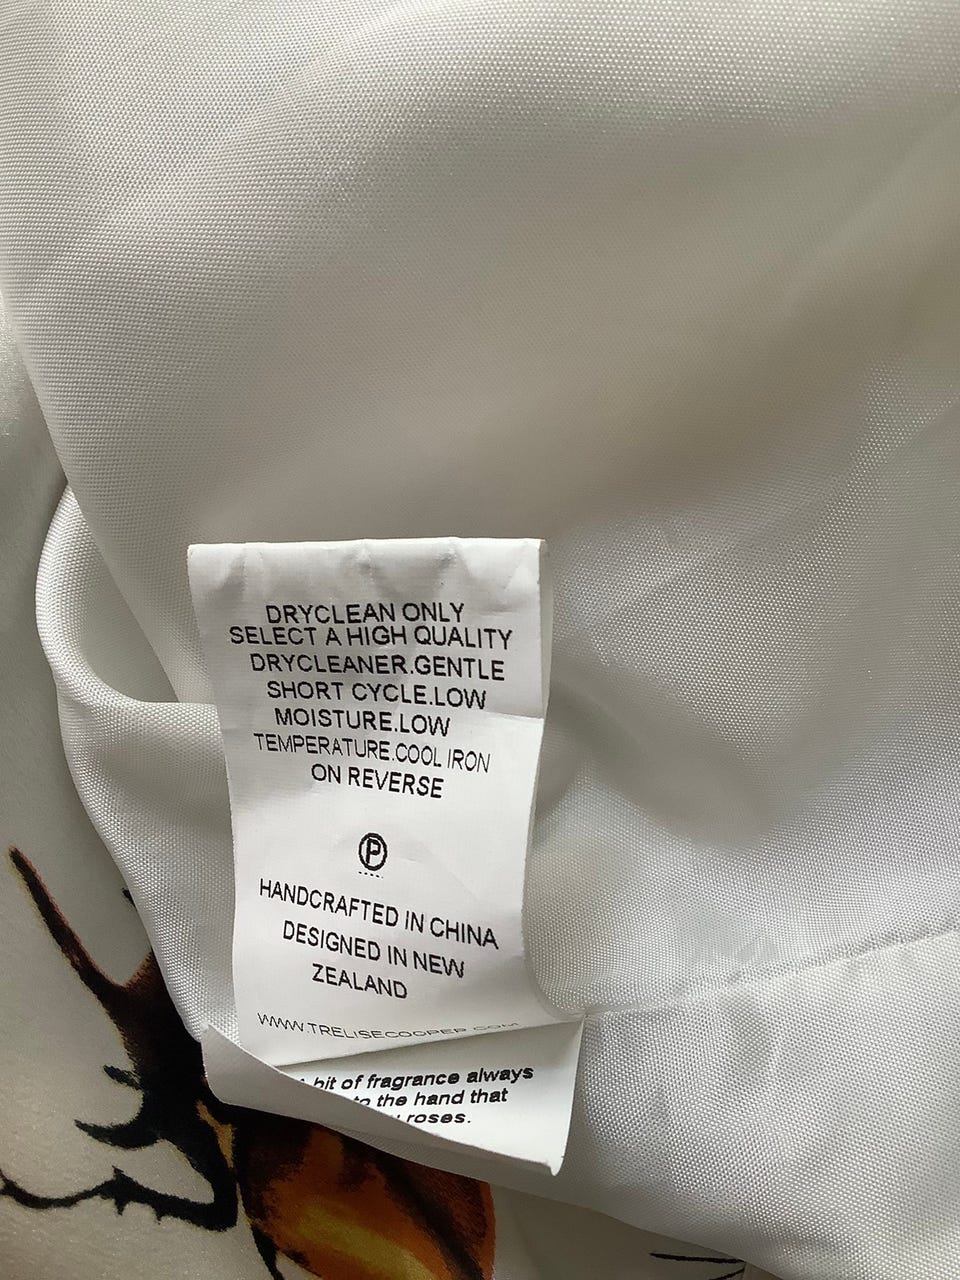 DRYCLEAN ONLY
SELECT A HIGH QUALITY
DRYCLEANER.GENTLE
SHORT CYCLE.LOW
MOISTURE.LOW
TEMPERATURE.COOL IRON
ON REVERSE
P
HANDCRAFTED IN CHINA
DESIGNED IN NEW
ZEALAND
WWW.TRELISECOOPER.COM
bit of fragrance always
to the hand that
roses.